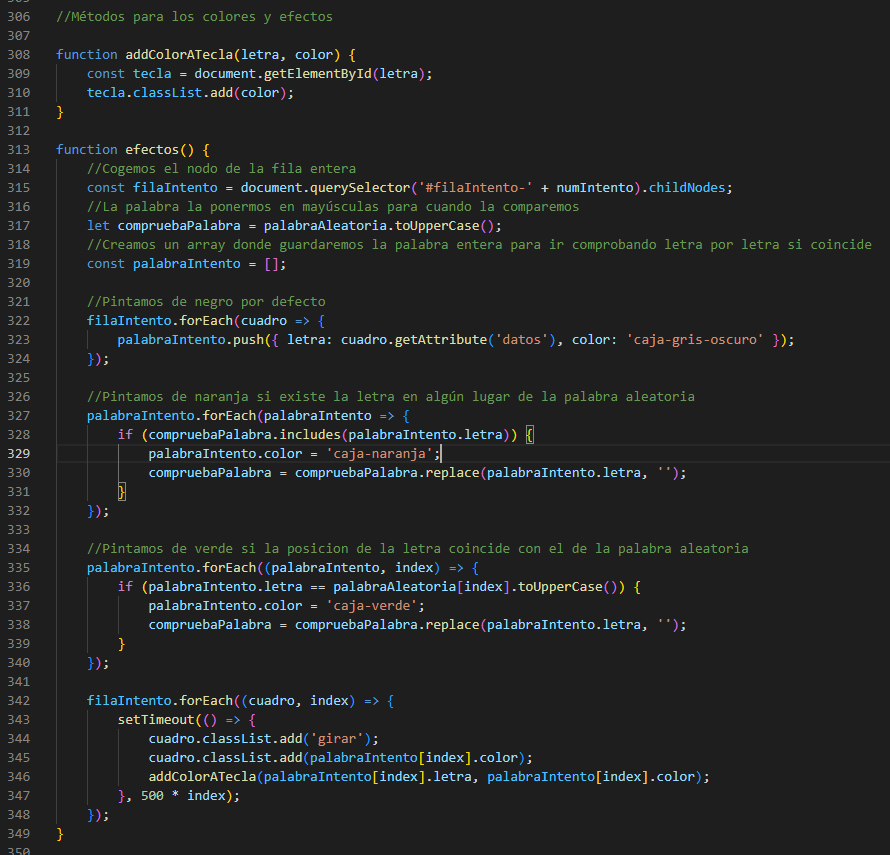 306 //Métodos para los colores y efectos
307
308 function addColorATecla(letra, color) {
309 const tecla = document.getElementById(letra);
310 tecla.classList.add(color);
311 }
312
313 function efectos() {
314 //Cogemos el nodo de la fila entera
315 const filaIntento = document.querySelector('#filaIntento-' + numIntento).childNodes;
316 //La palabra la ponermos en mayúsculas para cuando la comparemos
317 let compruebaPalabra = palabraAleatoria.toUpperCase();
318 //Creamos un array donde guardaremos la palabra entera para ir comprobando letra por letra si coincide
319 const palabraIntento = [];
320
321 //Pintamos de negro por defecto
322 filaIntento.forEach(cuadro => {
323 palabraIntento.push({ letra: cuadro.getAttribute('datos'), color: 'caja-gris-oscuro' });
324 });
325
326 //Pintamos de naranja si existe la letra en algún lugar de la palabra aleatoria
327 palabraIntento.forEach(palabraIntento => {
328 if (compruebaPalabra.includes(palabraIntento.letra)) {
329 palabraIntento.color = 'caja-naranja';
330 compruebaPalabra = compruebaPalabra.replace(palabraIntento.letra, '');
331 }
332 });
333
334 //Pintamos de verde si la posicion de la letra coincide con el de la palabra aleatoria
335 palabraIntento.forEach((palabraIntento, index) => {
336 if (palabraIntento.letra == palabraAleatoria[index].toUpperCase()) {
337 palabraIntento.color = 'caja-verde';
338 compruebaPalabra = compruebaPalabra.replace(palabraIntento.letra, '');
339 }
340 });
341
342 filaIntento.forEach((cuadro, index) => {
343 setTimeout(() => {
344 cuadro.classList.add('girar');
345 cuadro.classList.add(palabraIntento[index].color);
346 addColorATecla(palabraIntento[index].letra, palabraIntento[index].color);
347 }, 500 * index);
348 });
349 }
350